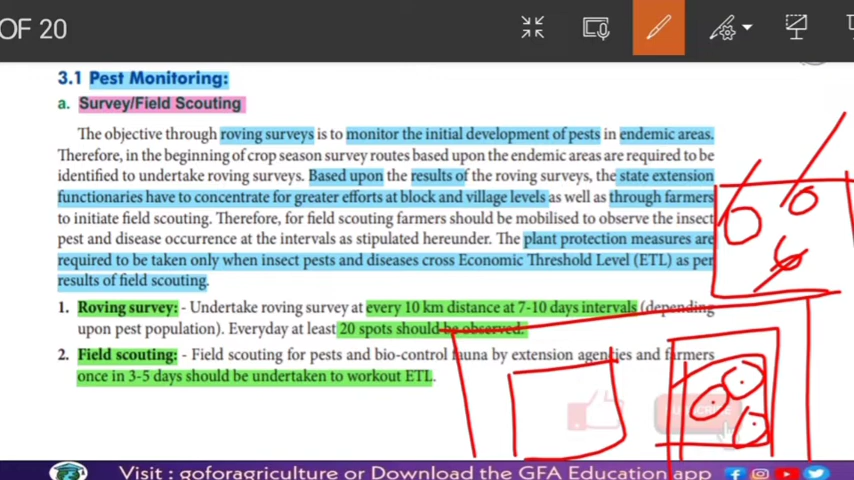 OF 20
3.1 Pest Monitoring:
a. Survey/Field Scouting
The objective through roving surveys is to monitor the initial development of pests in endemic areas.
Therefore, in the beginning of crop season survey routes based upon the endemic areas are required to be
identified to undertake roving surveys. Based upon the results of the roving surveys, the state extension
functionaries have to concentrate for greater efforts at block and village levels as well as through farmers
to initiate field scouting. Therefore, for field scouting farmers should be mobilised to observe the insect
pest and disease occurrence at the intervals as stipulated hereunder. The plant protection measures are
required to be taken only when insect pests and diseases cross Economic Threshold Level (ETL) as per
results of field scouting.
1. Roving survey: - Undertake roving survey at every 10 km distance at 7-10 days intervals (depending
upon pest population). Everyday at least 20 spots should be observed.
2. Field scouting: - Field scouting for pests and bio-control fauna by extension agencies and farmers
once in 3-5 days should be undertaken to workout ETL.
Visit : goforagriculture or Download the GFA Education app